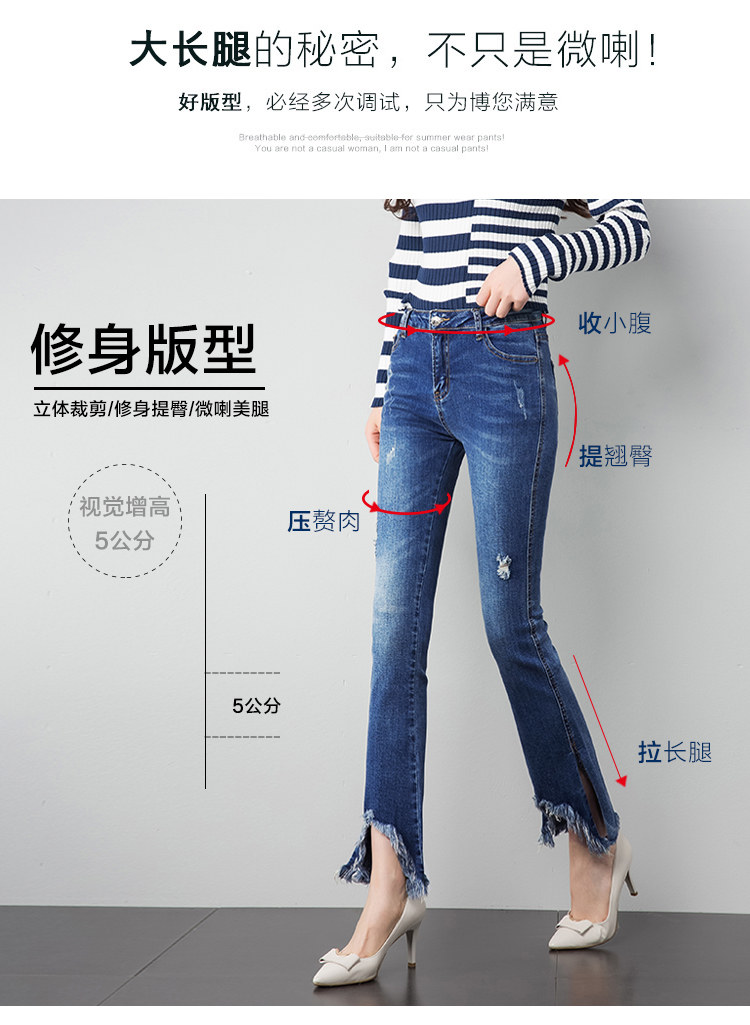 大长腿的秘密，不只是微喇！
好版型，必经多次调试，只为博您满意
Breathable and comfortable, suitable for summer wear pants!
You are not a casual woman, I am not a casual pants!
修身版型
立体裁剪/修身提臀/微喇美腿
视觉增高
5公分
5公分
收小腹
提翘臀
压赘肉
拉长腿